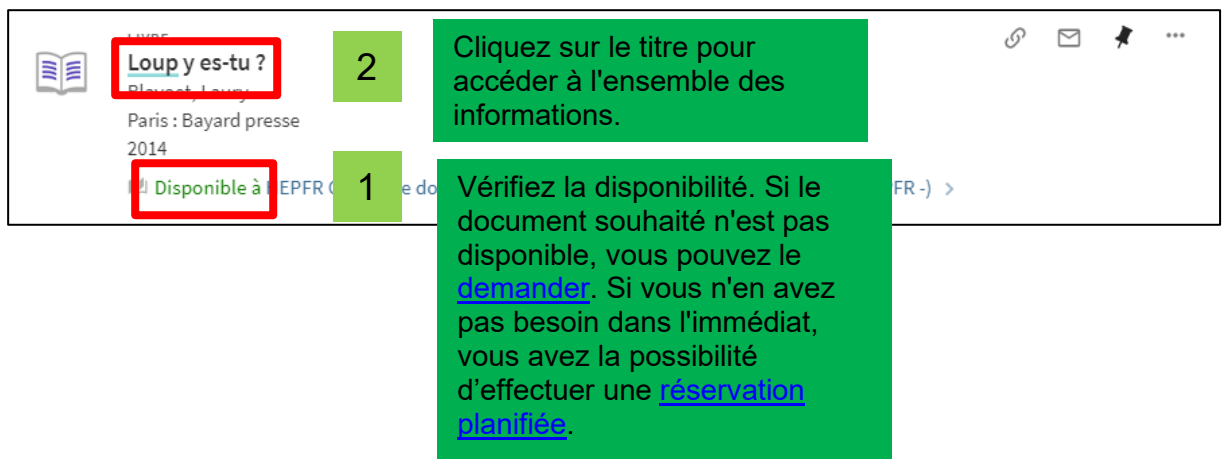 Loup y es-tu ?
Paris : Bayard presse
2014
Disponible à
EPFR
e do
FR -) >
2
Cliquez sur le titre pour
accéder à l'ensemble des
informations.
1
Vérifiez la disponibilité. Si le
document souhaité n'est pas
disponible, vous pouvez le
demander. Si vous n'en avez
pas besoin dans l'immédiat,
vous avez la possibilité
d’effectuer une réservation
planifiée.